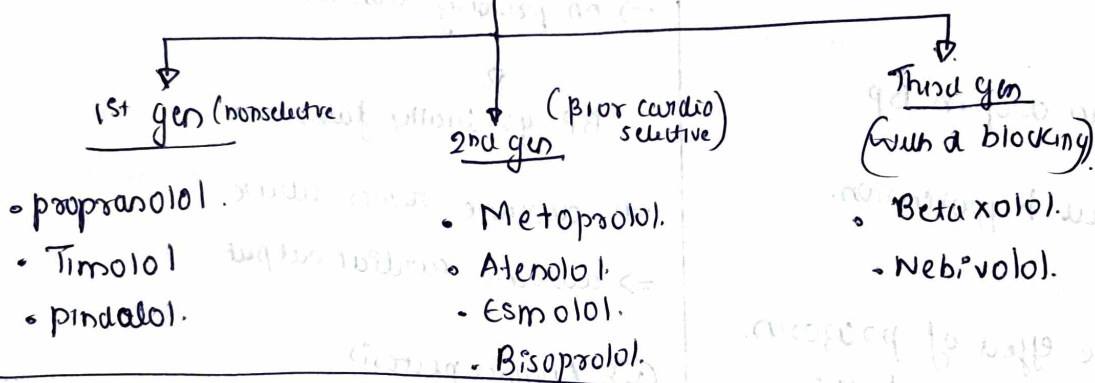 1st gen (nonselective
(β1 or cardio selective)
2nd gen
Third gen
(with α blocking)
• propranolol.
• Timolol
• pindalol.
• Metoprolol.
• Atenolol.
• Esmolol.
• Bisoprolol.
• Betaxolol.
• Nebivolol.